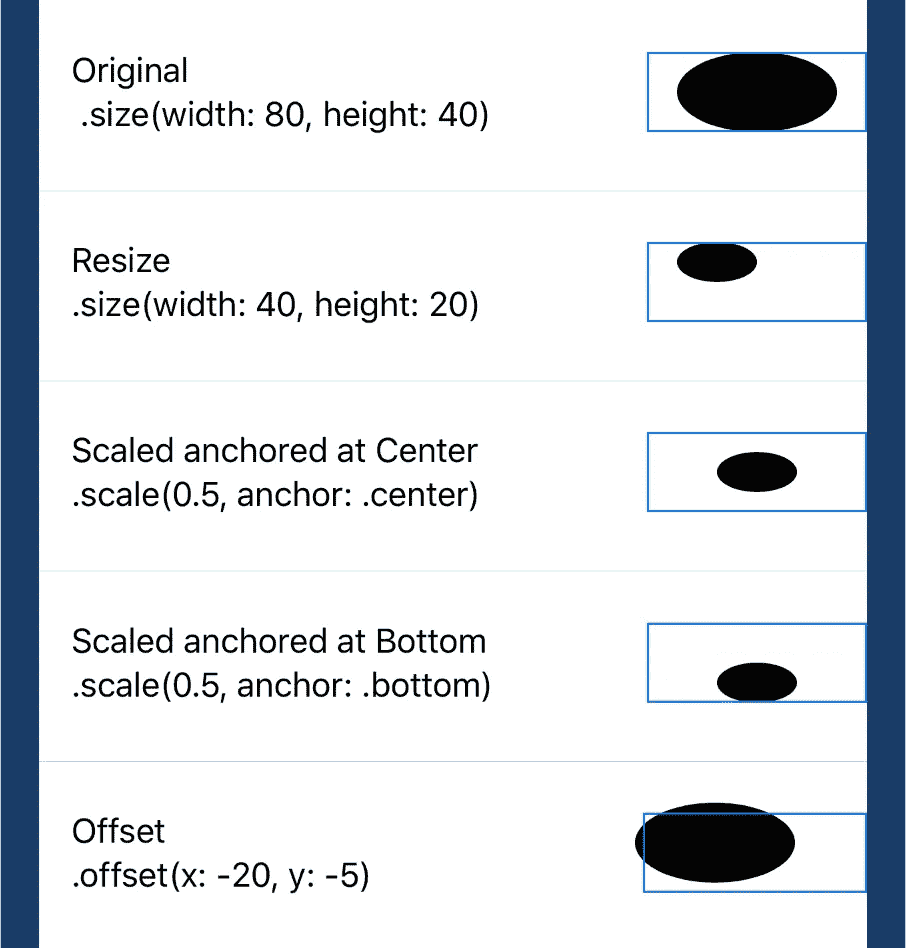 Original
.size(width: 80, height: 40)
Resize
.size(width: 40, height: 20)
Scaled anchored at Center
.scale(0.5, anchor: .center)
Scaled anchored at Bottom
.scale(0.5, anchor: .bottom)
Offset
.offset(x: -20, y: -5)